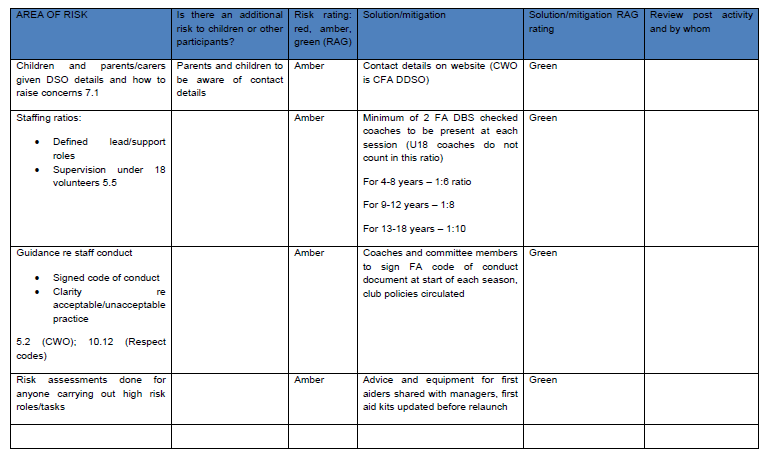 AREA OF RISK
Is there an additional
risk to children or other
participants?
Risk rating:
red, amber,
green (RAG)
Solution/mitigation
Solution/mitigation RAG
rating
Review post activity
and by whom
Children and parents/carers
given DSO details and how to
raise concerns 7.1
Parents and children to
be aware of contact
details
Amber
Contact details on website (CWO
is CFA DDSO)
Green
Staffing ratios:
• Defined lead/support
roles
• Supervision under 18
volunteers 5.5
Amber
Minimum of 2 FA DBS checked
coaches to be present at each
session (U18 coaches do not
count in this ratio)
For 4-8 years – 1:6 ratio
For 9-12 years – 1:8
For 13-18 years – 1:10
Green
Guidance re staff conduct
• Signed code of conduct
• Clarity re
acceptable/unacceptable
practice
5.2 (CWO); 10.12 (Respect
codes)
Amber
Coaches and committee members
to sign FA code of conduct
document at start of each season,
club policies circulated
Green
Risk assessments done for
anyone carrying out high risk
roles/tasks
Amber
Advice and equipment for first
aiders shared with managers, first
aid kits updated before relaunch
Green